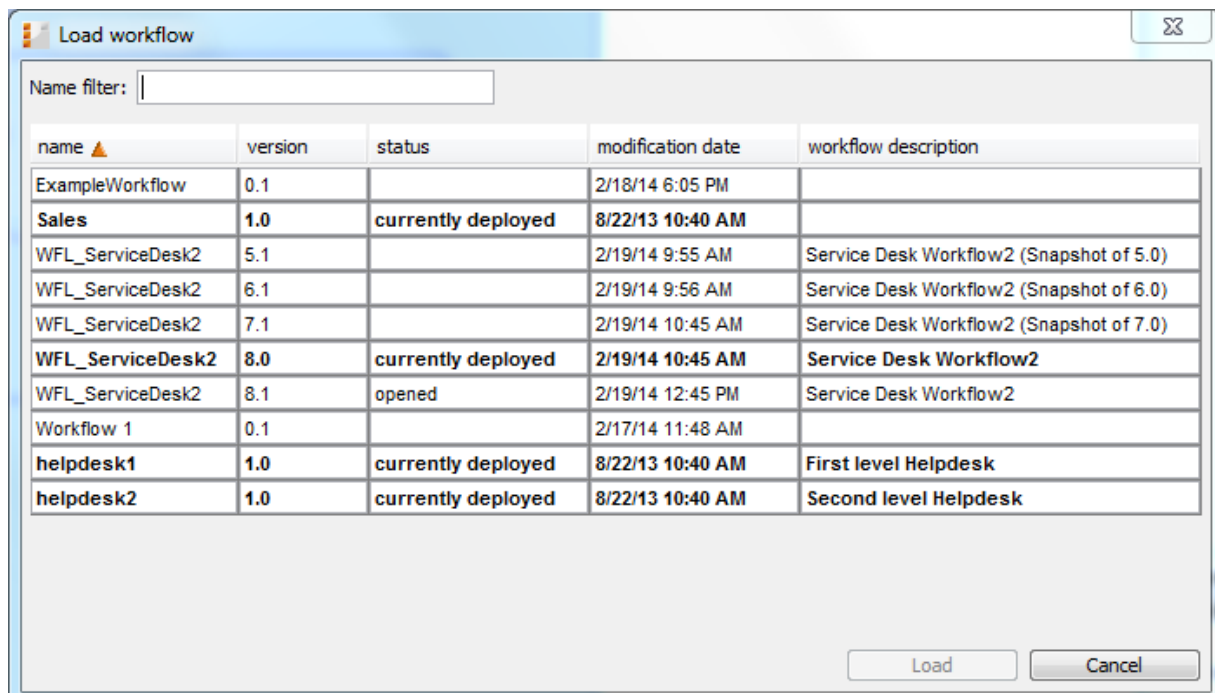 Load workflow
Name filter:
name version status modification date workflow description
ExampleWorkflow 0.1 2/18/14 6:05 PM
Sales 1.0 currently deployed 8/22/13 10:40 AM
WFL_ServiceDesk2 5.1 2/19/14 9:55 AM Service Desk Workflow2 (Snapshot of 5.0)
WFL_ServiceDesk2 6.1 2/19/14 9:56 AM Service Desk Workflow2 (Snapshot of 6.0)
WFL_ServiceDesk2 7.1 2/19/14 10:45 AM Service Desk Workflow2 (Snapshot of 7.0)
WFL_ServiceDesk2 8.0 currently deployed 2/19/14 10:45 AM Service Desk Workflow2
WFL_ServiceDesk2 8.1 opened 2/19/14 12:45 PM Service Desk Workflow2
Workflow 1 0.1 2/17/14 11:48 AM
helpdesk1 1.0 currently deployed 8/22/13 10:40 AM First level Helpdesk
helpdesk2 1.0 currently deployed 8/22/13 10:40 AM Second level Helpdesk
Load Cancel